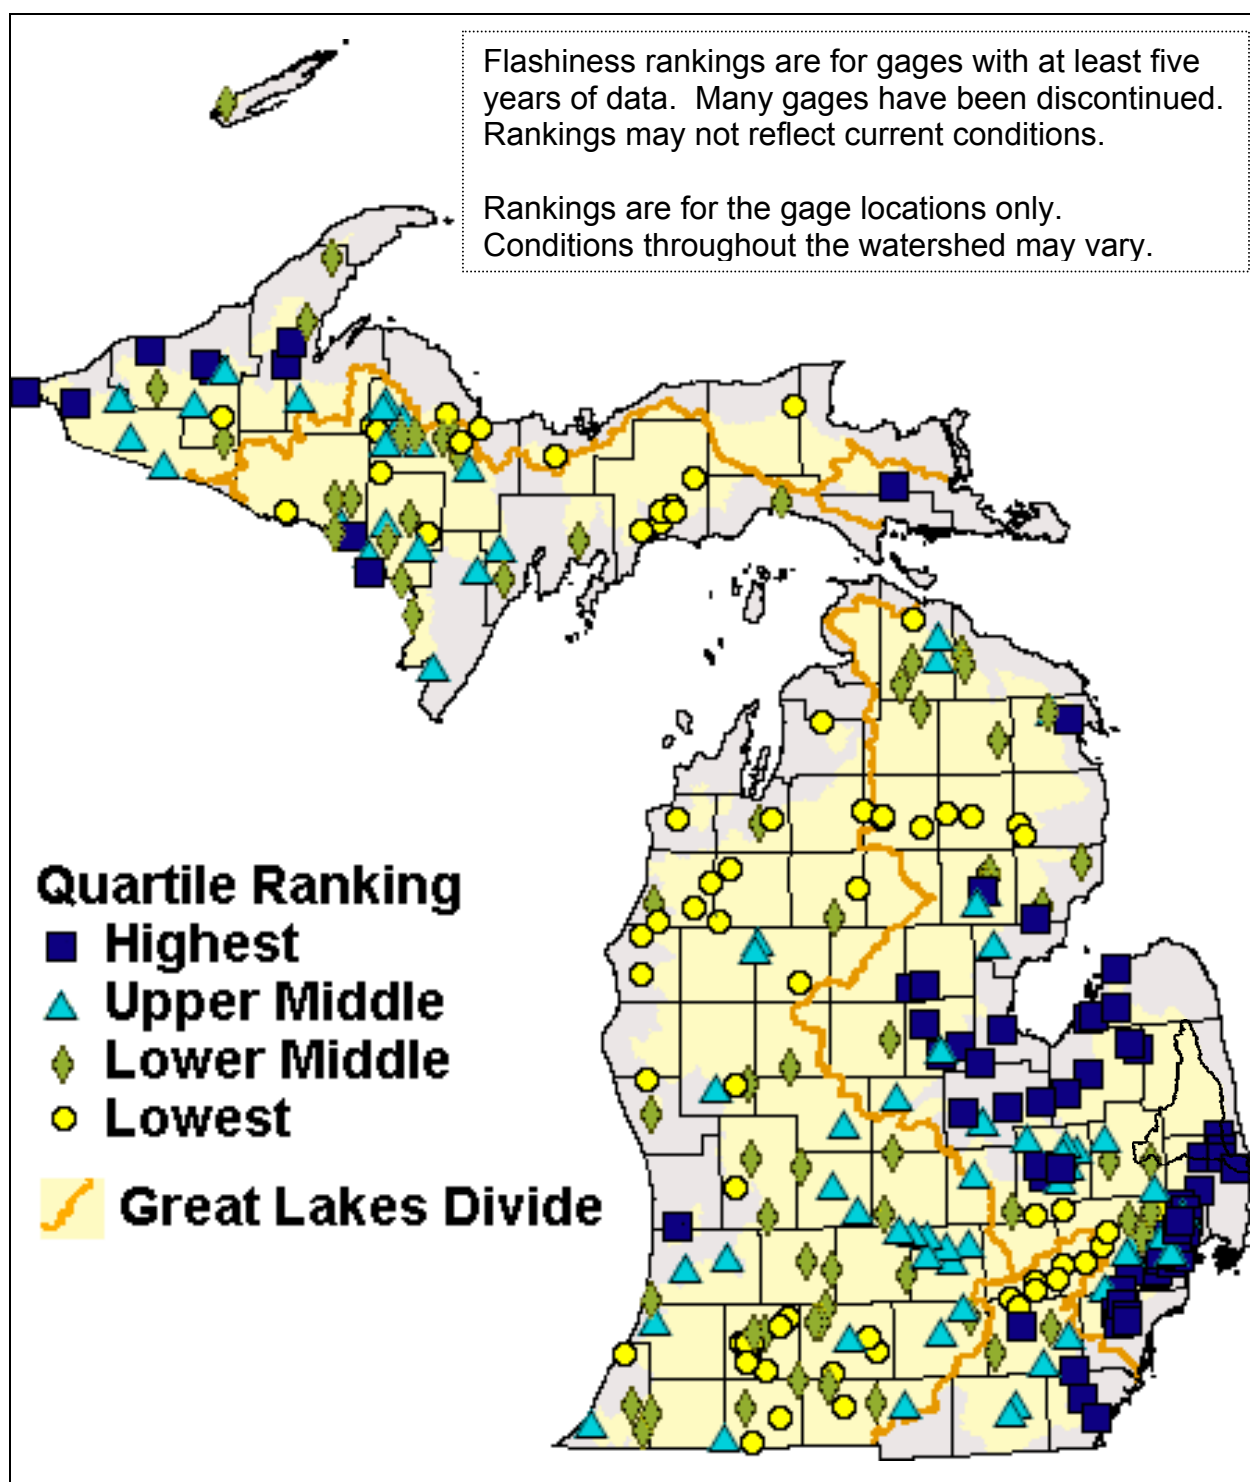 Flashiness rankings are for gages with at least five
years of data. Many gages have been discontinued.
Rankings may not reflect current conditions.
Rankings are for the gage locations only.
Conditions throughout the watershed may vary.
Quartile Ranking
Highest
Upper Middle
Lower Middle
Lowest
Great Lakes Divide